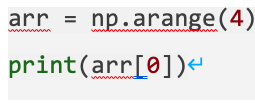 arr = np.arange(4)
print(arr[0])↵